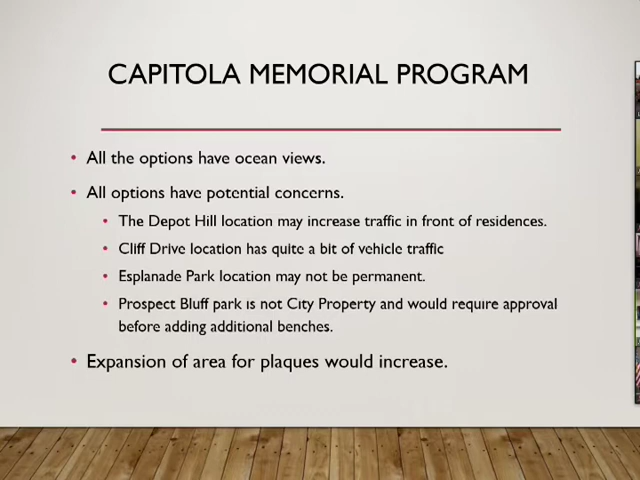 CAPITOLA MEMORIAL PROGRAM
• All the options have ocean views.
• All options have potential concerns.
• The Depot Hill location may increase traffic in front of residences.
• Cliff Drive location has quite a bit of vehicle traffic
• Esplanade Park location may not be permanent.
• Prospect Bluff park is not City Property and would require approval
before adding additional benches.
• Expansion of area for plaques would increase.